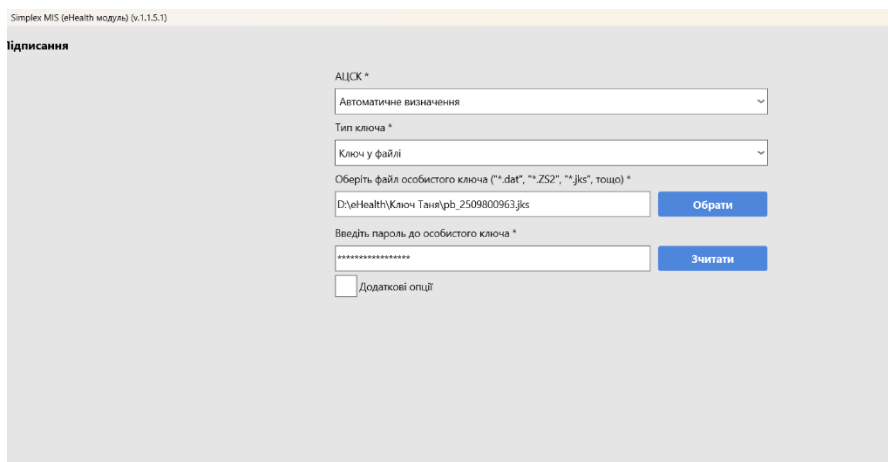 Simplex MIS (eHealth модуль) (v.1.1.5.1)
Підписання
АЦСК *
Автоматичне визначення
Тип ключа *
Ключ у файлі
Оберіть файл особистого ключа ("*.dat", "*.ZS2", "*.jks", тощо) *
D:\eHealth\Ключ Таня\pb_2509800963.jks
Обрати
Введіть пароль до особистого ключа *
*****************
Зчитати
Додаткові опції